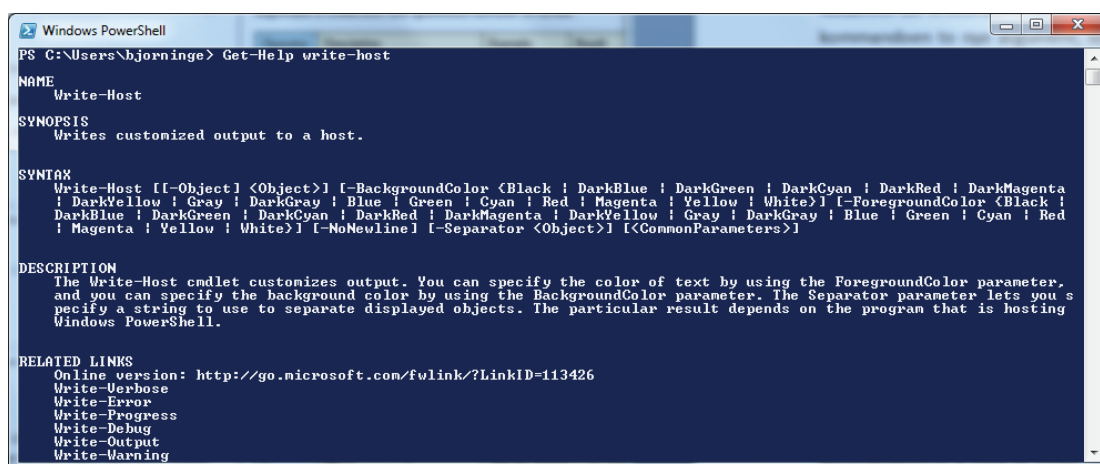 Windows PowerShell
PS C:\Users\bjorninge> Get-Help write-host
NAME
Write-Host
SYNOPSIS
Writes customized output to a host.
SYNTAX
Write-Host [[-Object] <Object>] [-BackgroundColor <Black | DarkBlue | DarkGreen | DarkCyan | DarkRed | DarkMagenta
| DarkYellow | Gray | DarkGray | Blue | Green | Cyan | Red | Magenta | Yellow | White>] [-ForegroundColor <Black |
DarkBlue | DarkGreen | DarkCyan | DarkRed | DarkMagenta | DarkYellow | Gray | DarkGray | Blue | Green | Cyan | Red
| Magenta | Yellow | White>] [-NoNewline] [-Separator <Object>] [<CommonParameters>]
DESCRIPTION
The Write-Host cmdlet customizes output. You can specify the color of text by using the ForegroundColor parameter,
and you can specify the background color by using the BackgroundColor parameter. The Separator parameter lets you s
pecify a string to use to separate displayed objects. The particular result depends on the program that is hosting
Windows PowerShell.
RELATED LINKS
Online version: http://go.microsoft.com/fwlink/?LinkID=113426
Write-Verbose
Write-Error
Write-Progress
Write-Debug
Write-Output
Write-Warning